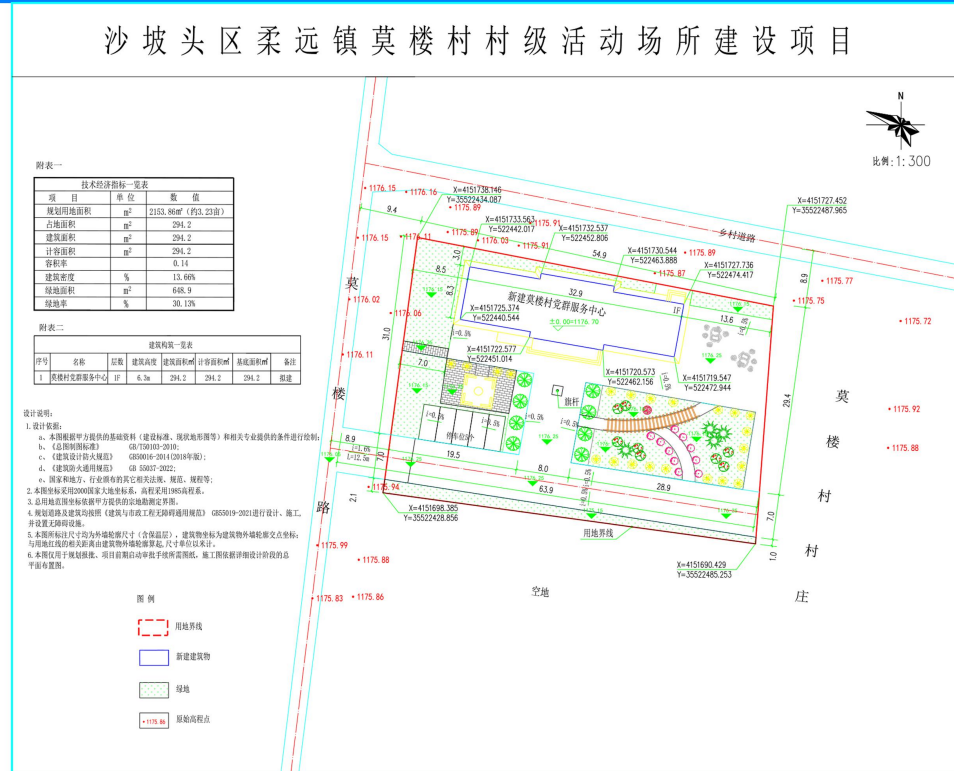 沙坡头区柔远镇莫楼村村级活动场所建设项目
N
比例:1:300
附表一
技术经济指标一览表
项 目 单 位 数 值
规划用地面积 m² 2153.86㎡（约3.23亩）
占地面积 m² 294.2
建筑面积 m² 294.2
计容面积 m² 294.2
容积率 0.14
建筑密度 % 13.66%
绿地面积 m² 648.9
绿地率 % 30.13%
附表二
建筑构筑一览表
序号 名称 层数 建筑高度 建筑面积㎡ 计容面积㎡ 基底面积㎡ 备注
1 莫楼村党群服务中心 1F 6.3m 294.2 294.2 294.2 拟建
设计说明:
1.设计依据:
a、本图根据甲方提供的基础资料（建设标准、现状地形图等）和相关专业提供的条件进行绘制;
b、《总图制图标准》 GB/T50103-2010;
c、《建筑设计防火规范》 GB50016-2014(2018年版);
d、《建筑防火通用规范》 GB 55037-2022;
e、国家和地方、行业颁布的其它相关法规、规范、规程等;
2.本图坐标采用2000国家大地坐标系，高程采用1985高程系。
3.总用地范围坐标依据甲方提供的宗地勘测定界图。
4.规划道路及建筑均按照《建筑与市政工程无障碍通用规范》 GB55019-2021进行设计、施工,
并设置无障碍设施。
5.本图所标注尺寸均为外墙轮廓尺寸（含保温层），建筑物坐标为建筑物外墙轮廓交点坐标;
与用地红线的相关距离由建筑物外墙轮廓算起,尺寸单位以米计。
6.本图仅用于规划报批、项目前期启动审批手续所需图纸，施工图依据详细设计阶段的总
平面布置图。
图 例
用地界线
新建建筑物
绿地
1175.86 原始高程点
1176.15
1176.16
X=4151738.146
Y=35522434.087
1175.89
9.4
X=4151733.563
Y=522442.017
1175.91
X=4151732.537
Y=522452.806
X=4151727.452
Y=35522487.965
乡村道路
1176.15
1176.11
1175.89
1176.03
1175.91
54.9
X=4151730.544
Y=522463.888
1175.89
X=4151727.736
Y=522474.417
1175.87
8.9
1175.77
1175.75
1175.72
3.0
8.5
8.3
32.9
新建莫楼村党群服务中心
1F
±0.00=1176.70
13.6
i=0.5%
1176.02
1176.06
1176.11
X=4151725.374
Y=522440.544
31.0
i=0.5%
7.0
X=4151722.577
Y=522451.014
X=4151720.573
Y=522462.156
X=4151719.547
Y=522472.944
旗杆
i=0.5%
29.4
1175.92
1175.88
i=0.5%
i=0.5%
i=0.5%
i=0.5%
停车位5个
8.9
i=1.6%
L=12.5m
7.0
19.5
8.0
63.9
28.9
7.0
1.0
2.1
1175.94
X=4151698.385
Y=35522428.856
用地界线
X=4151690.429
Y=35522485.253
空地
1175.99
1175.88
1175.83
1175.86
莫
楼
路
莫
楼
村
村
庄